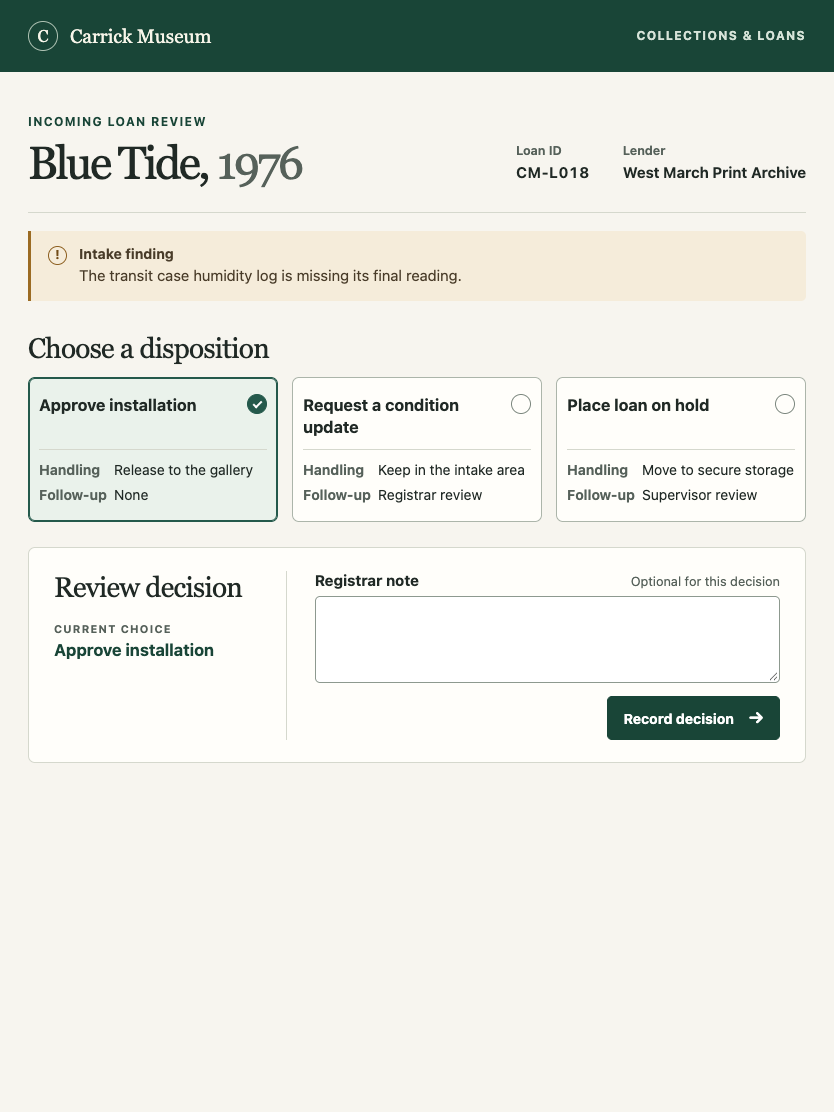 C Carrick Museum
COLLECTIONS & LOANS
INCOMING LOAN REVIEW
Blue Tide, 1976
Loan ID
CM-L018
Lender
West March Print Archive
! Intake finding
The transit case humidity log is missing its final reading.
Choose a disposition
Approve installation
Handling Release to the gallery
Follow-up None
Request a condition
update
Handling Keep in the intake area
Follow-up Registrar review
Place loan on hold
Handling Move to secure storage
Follow-up Supervisor review
Review decision
CURRENT CHOICE
Approve installation
Registrar note
Optional for this decision
Record decision →